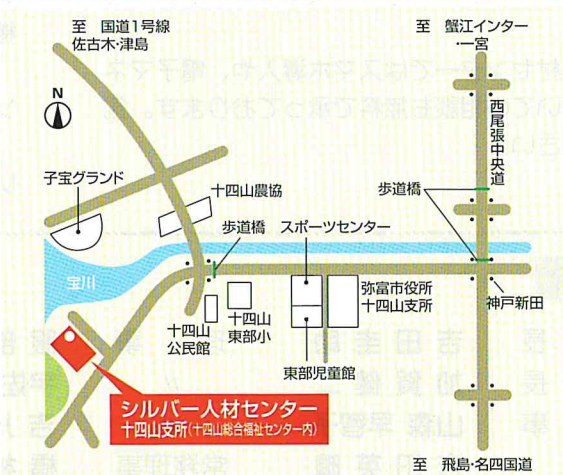 至 国道1号線
佐古木・津島
至 蟹江インター
・一宮
N
西尾張中央道
子宝グランド
十四山農協
歩道橋
歩道橋
スポーツセンター
宝川
弥富市役所
十四山支所
神戸新田
十四山
公民館
十四山
東部小
東部児童館
シルバー人材センター
十四山支所(十四山総合福祉センター内)
至 飛島・名四国道